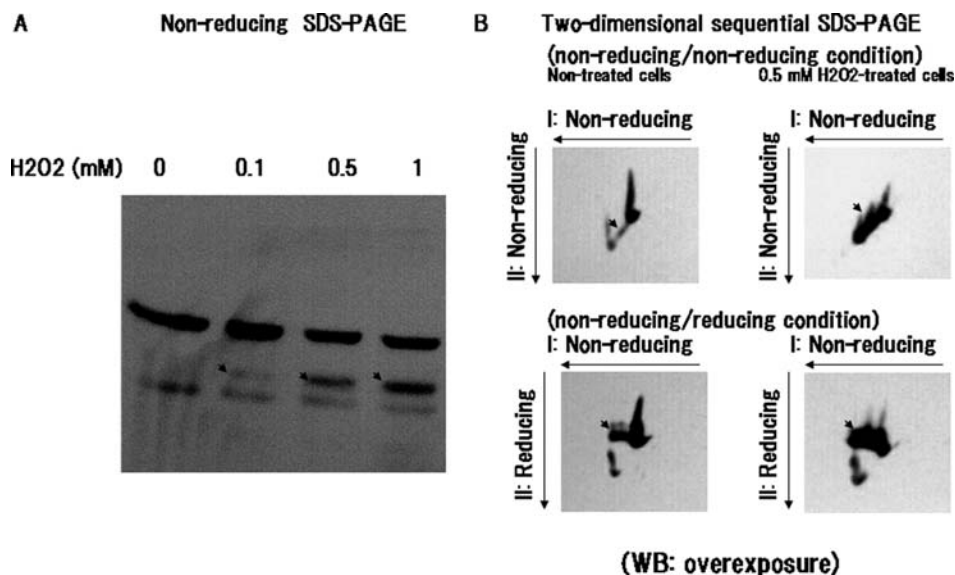 A
Non-reducing SDS-PAGE
H2O2 (mM)
0 0.1 0.5 1
B
Two-dimensional sequential SDS-PAGE
(non-reducing/non-reducing condition)
Non-treated cells
0.5 mM H2O2-treated cells
I: Non-reducing
II: Non-reducing
I: Non-reducing
II: Non-reducing
(non-reducing/reducing condition)
I: Non-reducing
II: Reducing
I: Non-reducing
II: Reducing
(WB: overexposure)